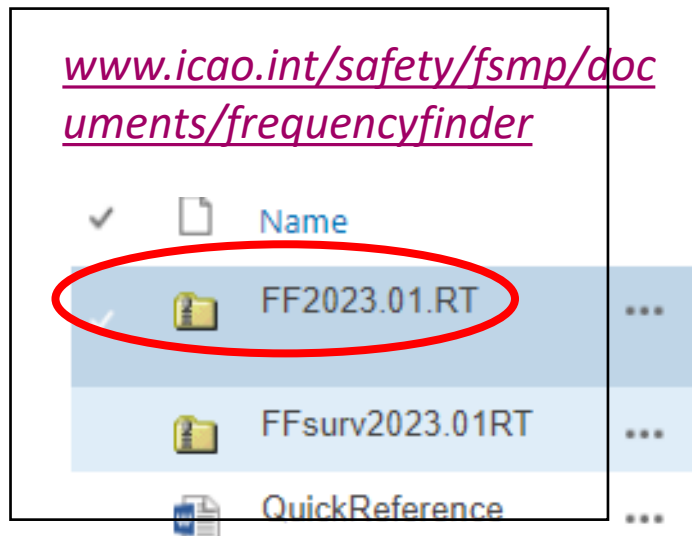 www.icao.int/safety/fsmp/doc
uments/frequencyfinder
Name
FF2023.01.RT
FFsurv2023.01RT
QuickReference